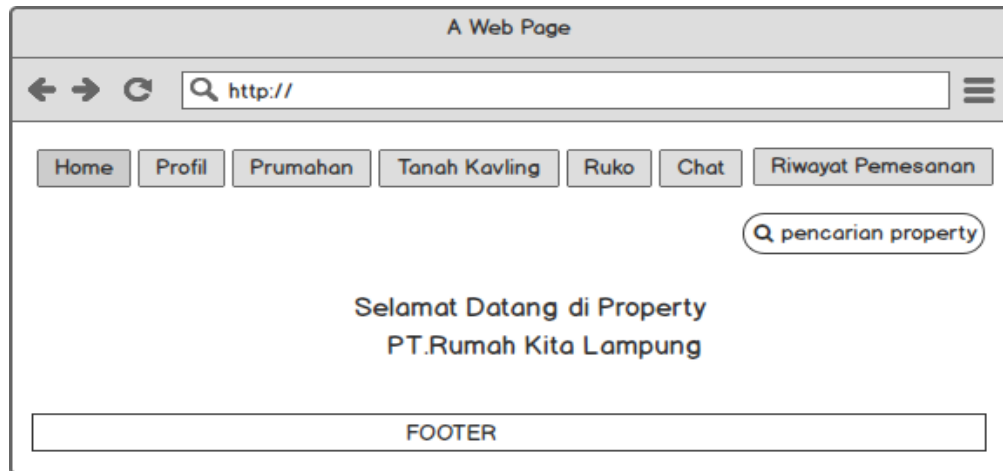 A Web Page
http://
Home Profil Prumahan Tanah Kavling Ruko Chat Riwayat Pemesanan
pencarian property
Selamat Datang di Property
PT.Rumah Kita Lampung
FOOTER